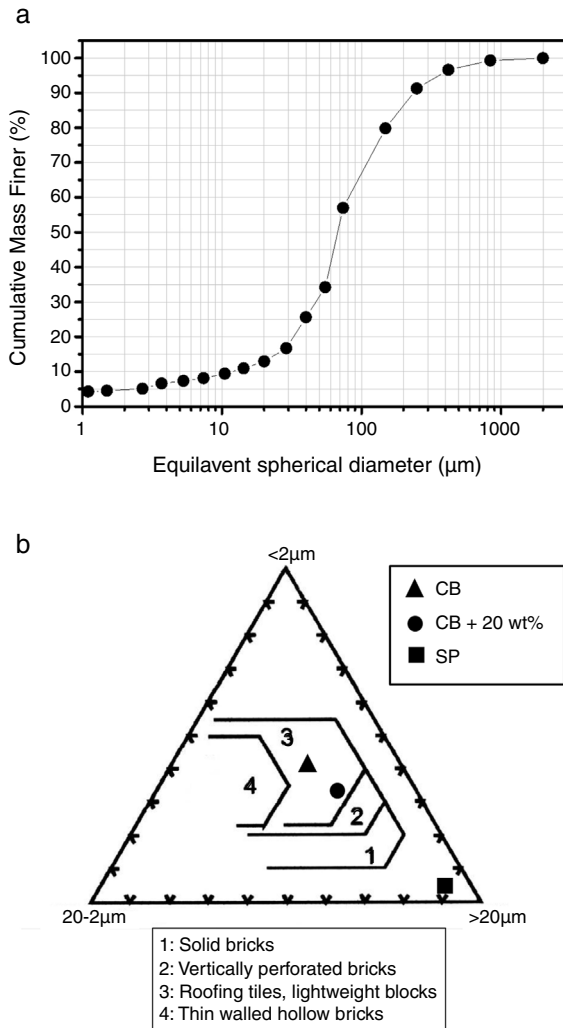 a
Cumulative Mass Finer (%)
100
90
80
70
60
50
40
30
20
10
0
1 10 100 1000
Equilavent spherical diameter (μm)
b
<2μm
CB
CB + 20 wt%
SP
3
4
2
1
20-2μm
>20μm
1: Solid bricks
2: Vertically perforated bricks
3: Roofing tiles, lightweight blocks
4: Thin walled hollow bricks